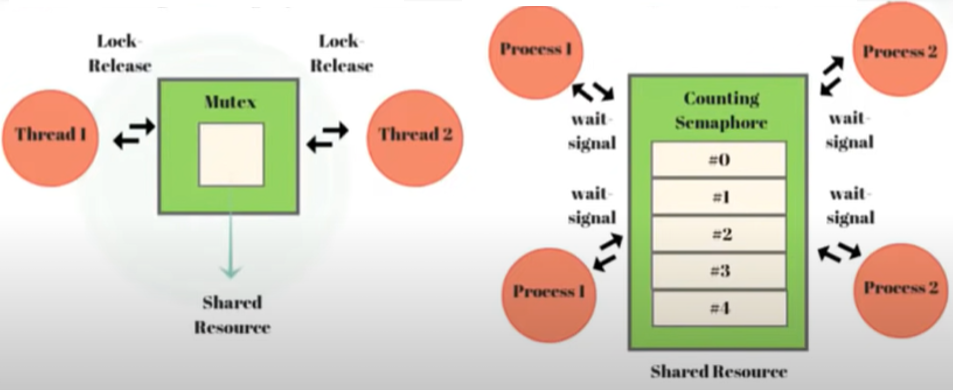 Lock-
Release
Lock-
Release
Mutex
Thread 1
Thread 2
Shared
Resource
Process 1
Process 2
Counting
Semaphore
wait-
signal
wait-
signal
#0
#1
#2
#3
#4
wait-
signal
wait-
signal
Process 1
Process 2
Shared Resource